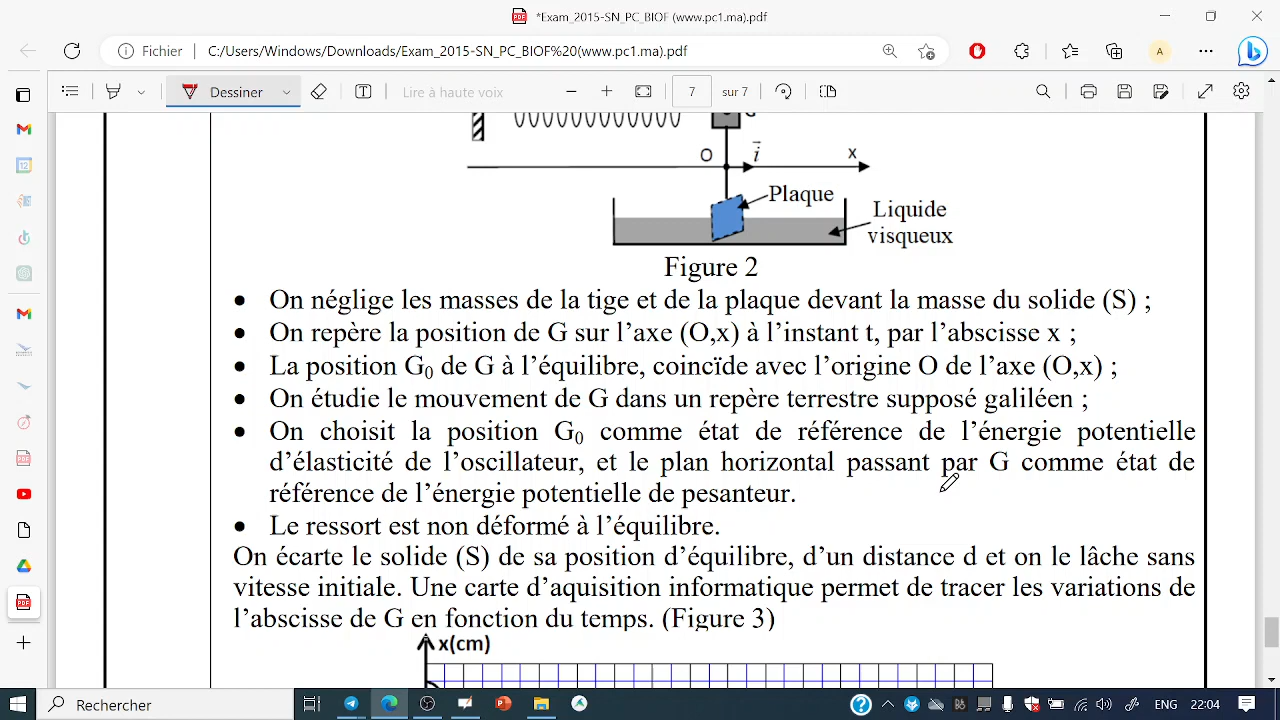 *Exam_2015-SN_PC_BIOF (www.pc1.ma).pdf
Fichier C:/Users/Windows/Downloads/Exam_2015-SN_PC_BIOF%20(www.pc1.ma).pdf
A
Dessiner
Lire à haute voix
7 sur 7
G
O i x
Plaque
Liquide
visqueux
Figure 2
• On néglige les masses de la tige et de la plaque devant la masse du solide (S) ;
• On repère la position de G sur l'axe (O,x) à l'instant t, par l'abscisse x ;
• La position G₀ de G à l'équilibre, coincïde avec l'origine O de l'axe (O,x) ;
• On étudie le mouvement de G dans un repère terrestre supposé galiléen ;
• On choisit la position G₀ comme état de référence de l'énergie potentielle
d'élasticité de l'oscillateur, et le plan horizontal passant par G comme état de
référence de l'énergie potentielle de pesanteur.
• Le ressort est non déformé à l'équilibre.
On écarte le solide (S) de sa position d'équilibre, d'un distance d et on le lâche sans
vitesse initiale. Une carte d'aquisition informatique permet de tracer les variations de
l'abscisse de G en fonction du temps. (Figure 3)
x(cm)
Rechercher
ENG 22:04